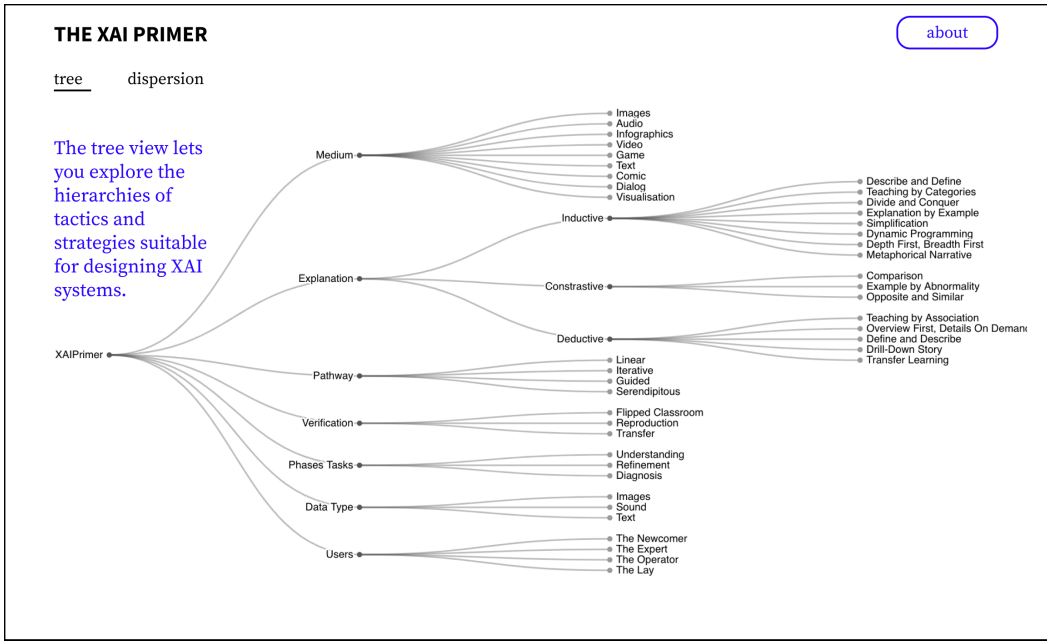 THE XAI PRIMER
about
tree
dispersion
The tree view lets
you explore the
hierarchies of
tactics and
strategies suitable
for designing XAI
systems.
XAIPrimer
Medium
Images
Audio
Infographics
Video
Game
Text
Comic
Dialog
Visualisation
Explanation
Inductive
Describe and Define
Teaching by Categories
Divide and Conquer
Explanation by Example
Simplification
Dynamic Programming
Depth First, Breadth First
Metaphorical Narrative
Constrastive
Comparison
Example by Abnormality
Opposite and Similar
Deductive
Teaching by Association
Overview First, Details On Demand
Define and Describe
Drill-Down Story
Transfer Learning
Pathway
Linear
Iterative
Guided
Serendipitous
Verification
Flipped Classroom
Reproduction
Transfer
Phases Tasks
Understanding
Refinement
Diagnosis
Data Type
Images
Sound
Text
Users
The Newcomer
The Expert
The Operator
The Lay